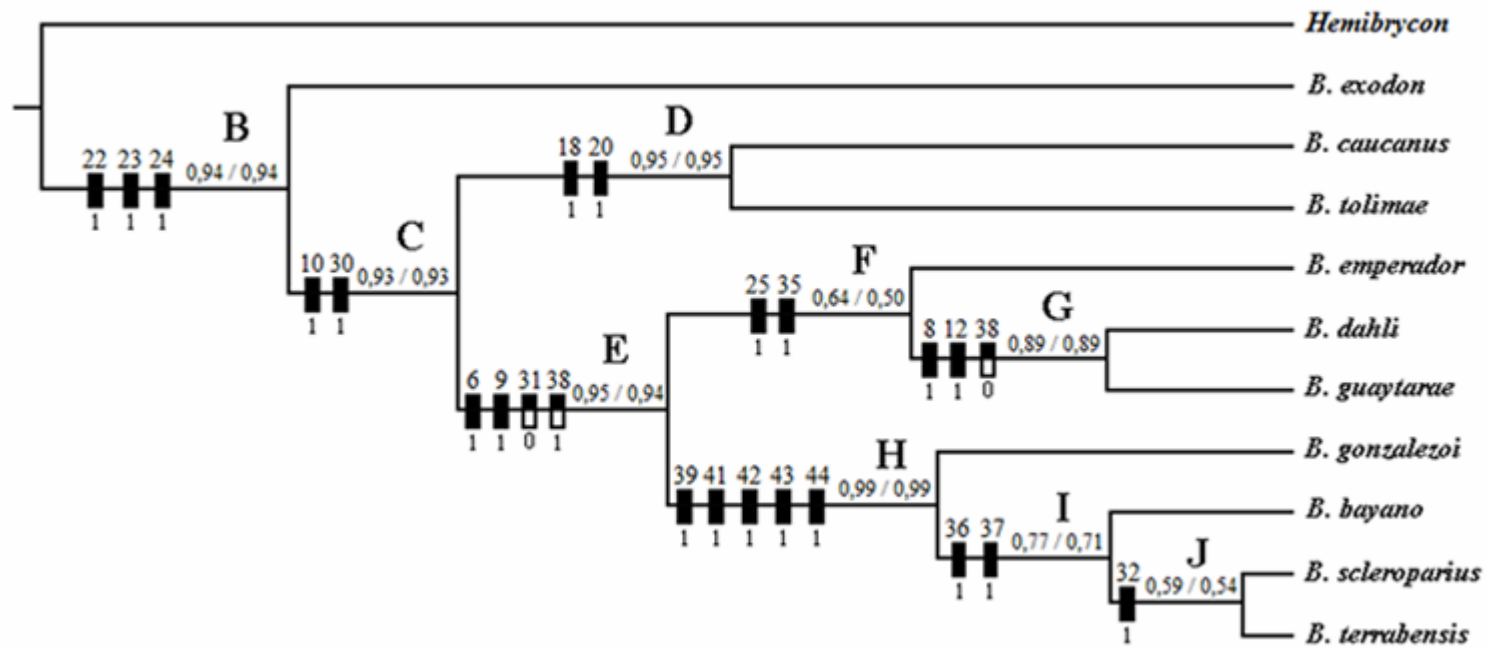 Hemibrycon
B. exodon
B
22 23 24
0,94 / 0,94
1 1 1
D
18 20
0,95 / 0,95
1 1
B. caucanus
B. tolimae
C
10 30
0,93 / 0,93
1 1
F
25 35
0,64 / 0,50
1 1
B. emperador
G
8 12 38
0,89 / 0,89
1 1 0
B. dahli
B. guaytarae
E
6 9 31 38
0,95 / 0,94
1 1 0 1
H
39 41 42 43 44
0,99 / 0,99
1 1 1 1 1
B. gonzalezoi
I
36 37
0,77 / 0,71
1 1
B. bayano
J
32
0,59 / 0,54
1
B. scleroparius
B. terrabensis